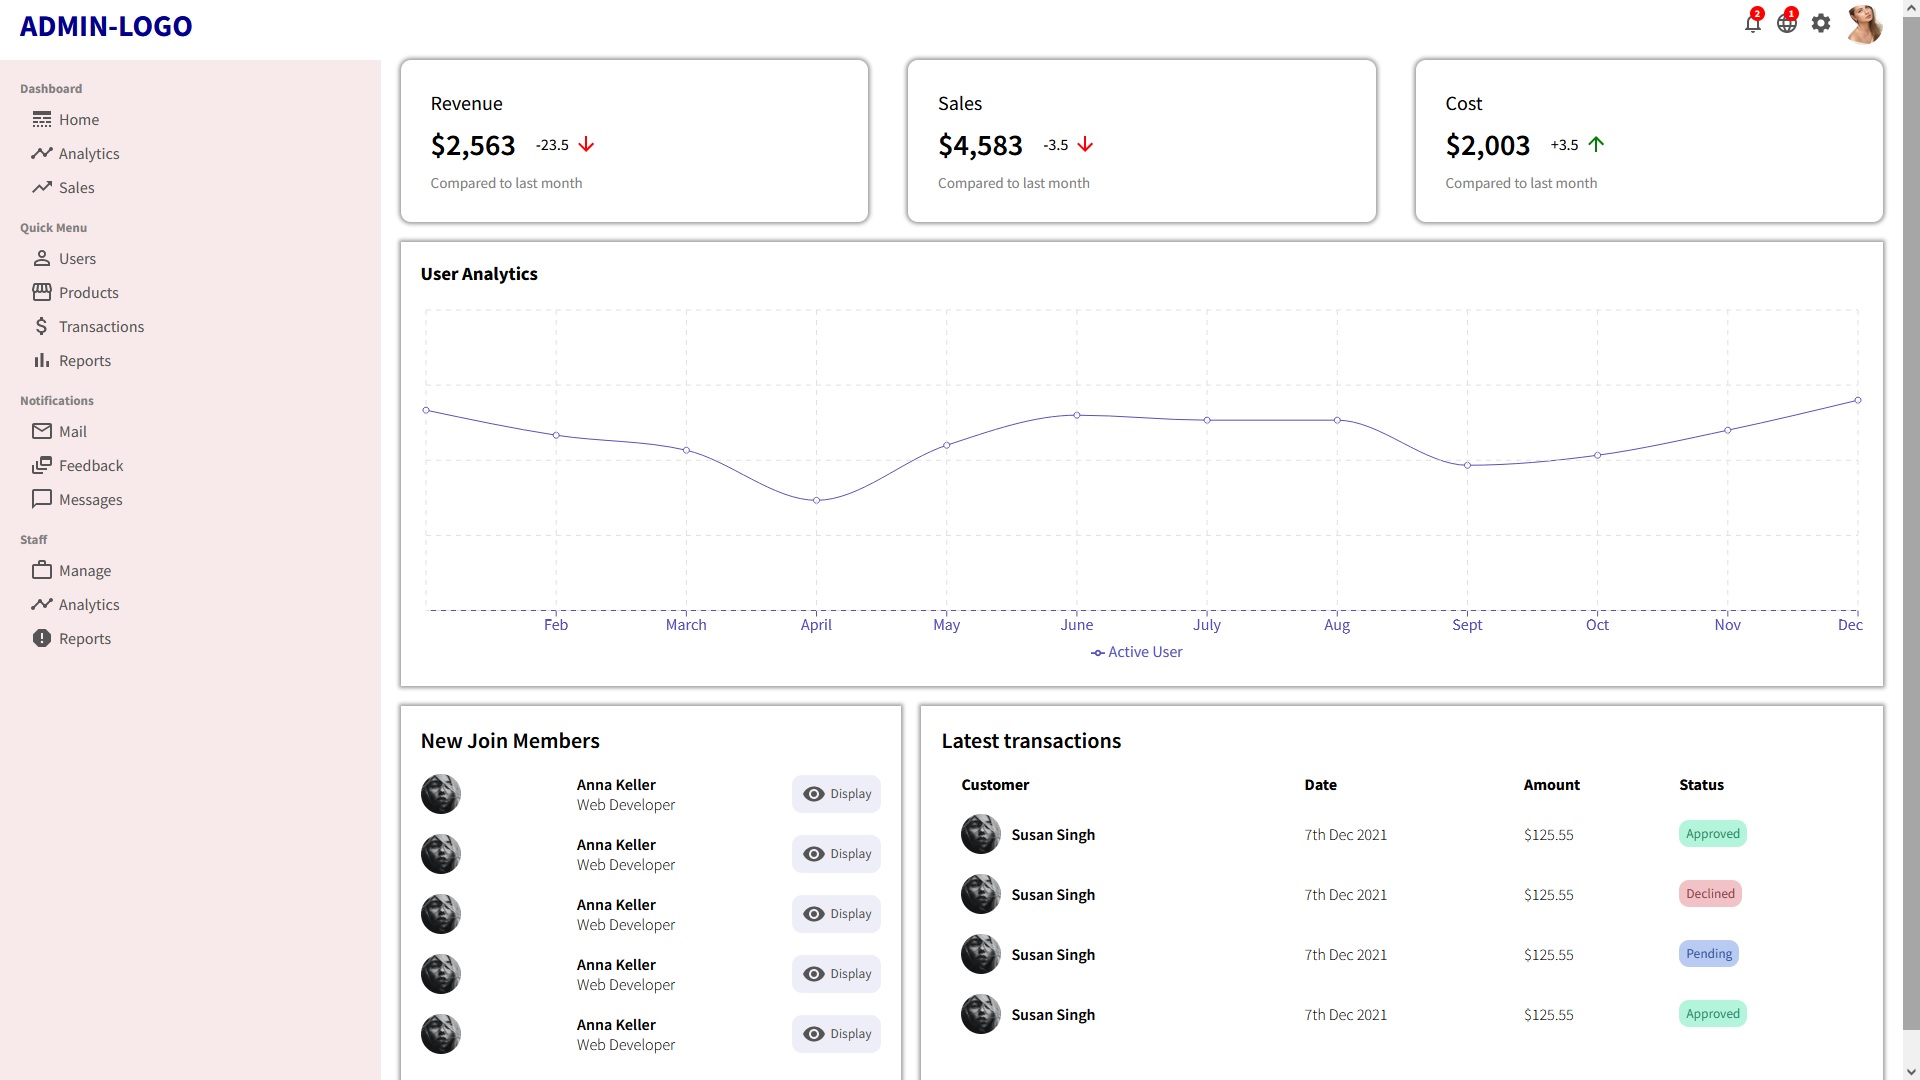 ADMIN-LOGO
2
1
Dashboard
Home
Analytics
Sales
Quick Menu
Users
Products
Transactions
Reports
Notifications
Mail
Feedback
Messages
Staff
Manage
Analytics
Reports
Revenue
$2,563 -23.5
Compared to last month
Sales
$4,583 -3.5
Compared to last month
Cost
$2,003 +3.5
Compared to last month
User Analytics
Feb March April May June July Aug Sept Oct Nov Dec
Active User
New Join Members
Anna Keller
Web Developer
Display
Anna Keller
Web Developer
Display
Anna Keller
Web Developer
Display
Anna Keller
Web Developer
Display
Anna Keller
Web Developer
Display
Latest transactions
Customer Date Amount Status
Susan Singh 7th Dec 2021 $125.55 Approved
Susan Singh 7th Dec 2021 $125.55 Declined
Susan Singh 7th Dec 2021 $125.55 Pending
Susan Singh 7th Dec 2021 $125.55 Approved